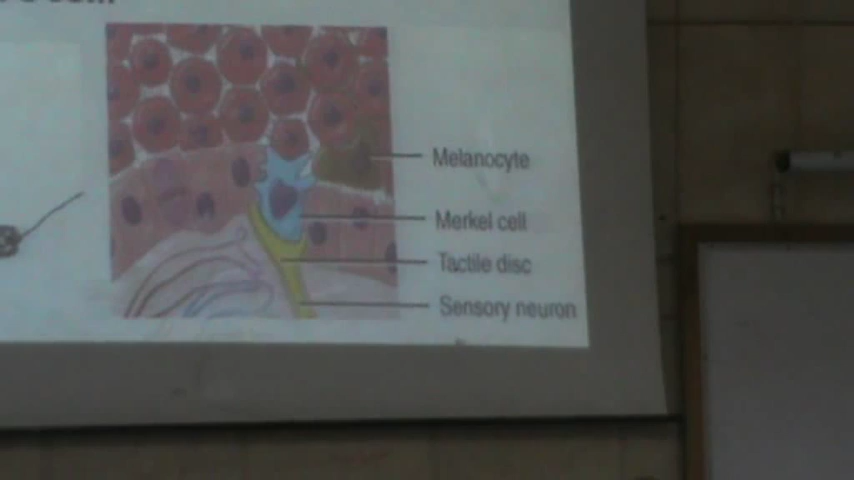 Melanocyte
Merkel cell
Tactile disc
Sensory neuron